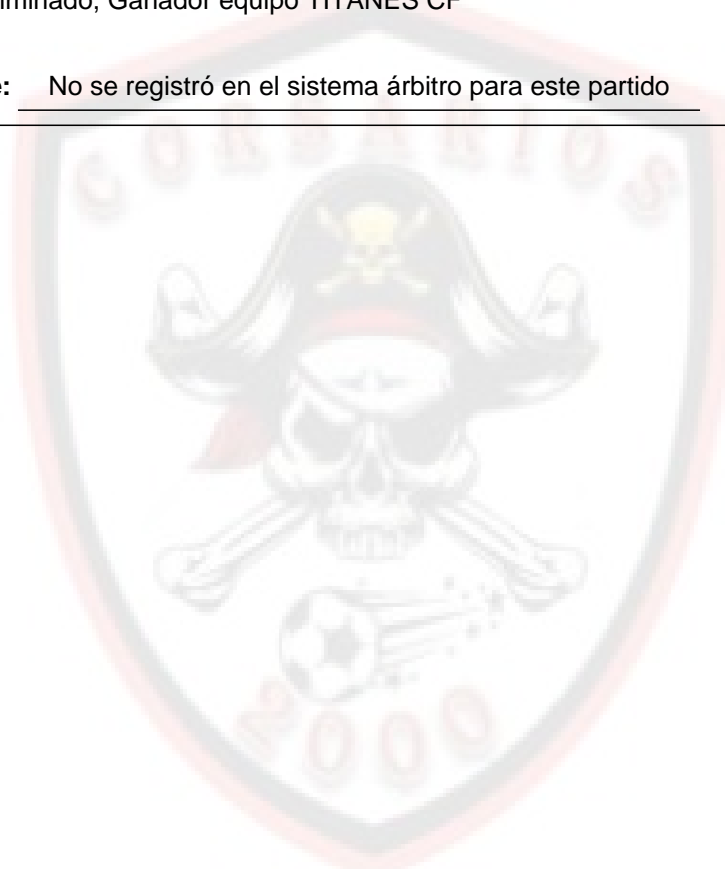 minado, Ganador equipo TITANES CF
: No se registró en el sistema árbitro para este partido
CORSARIOS
2000